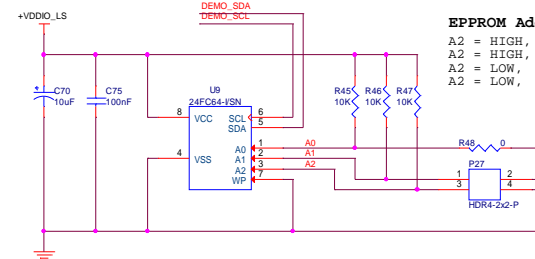 DEMO_SDA
DEMO_SCL
+VDDIO_LS
EPPROM Ad
A2 = HIGH,
A2 = HIGH,
A2 = LOW,
A2 = LOW,
C70
10uF
C75
100nF
U9
24FC64-I/SN
R45
10K
R46
10K
R47
10K
8 VCC
SCL 6
SDA 5
4 VSS
A0 1 A0
A1 2 A1
A2 3 A2
WP 7
R48 0
P27
1 2
3 4
HDR4-2x2-P